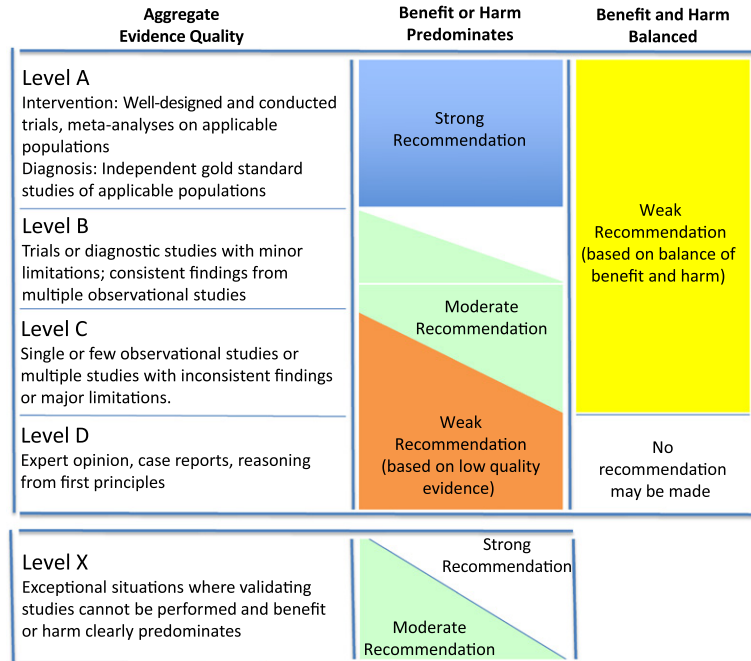 Aggregate
Evidence Quality
Benefit or Harm
Predominates
Benefit and Harm
Balanced
Level A
Intervention: Well-designed and conducted
trials, meta-analyses on applicable
populations
Diagnosis: Independent gold standard
studies of applicable populations
Strong
Recommendation
Weak
Recommendation
(based on balance of
benefit and harm)
Level B
Trials or diagnostic studies with minor
limitations; consistent findings from
multiple observational studies
Moderate
Recommendation
Level C
Single or few observational studies or
multiple studies with inconsistent findings
or major limitations.
Level D
Expert opinion, case reports, reasoning
from first principles
Weak
Recommendation
(based on low quality
evidence)
No
recommendation
may be made
Level X
Exceptional situations where validating
studies cannot be performed and benefit
or harm clearly predominates
Strong
Recommendation
Moderate
Recommendation